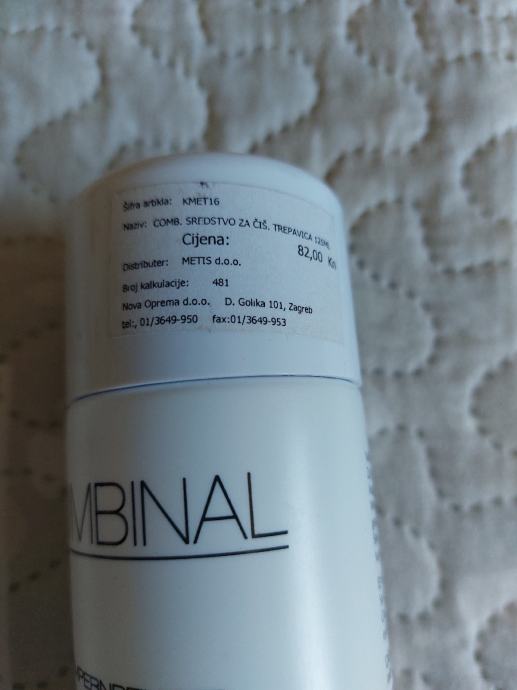 Šifra artikla: KMET16
Naziv: COMB. SREDSTVO ZA ČIŠ. TREPAVICA 125ML
Cijena: 82,00 Kn
Distributer: METIS d.o.o.
Broj kalkulacije: 481
Nova Oprema d.o.o. D. Golika 101, Zagreb
tel:, 01/3649-950 fax:01/3649-953
MBINAL